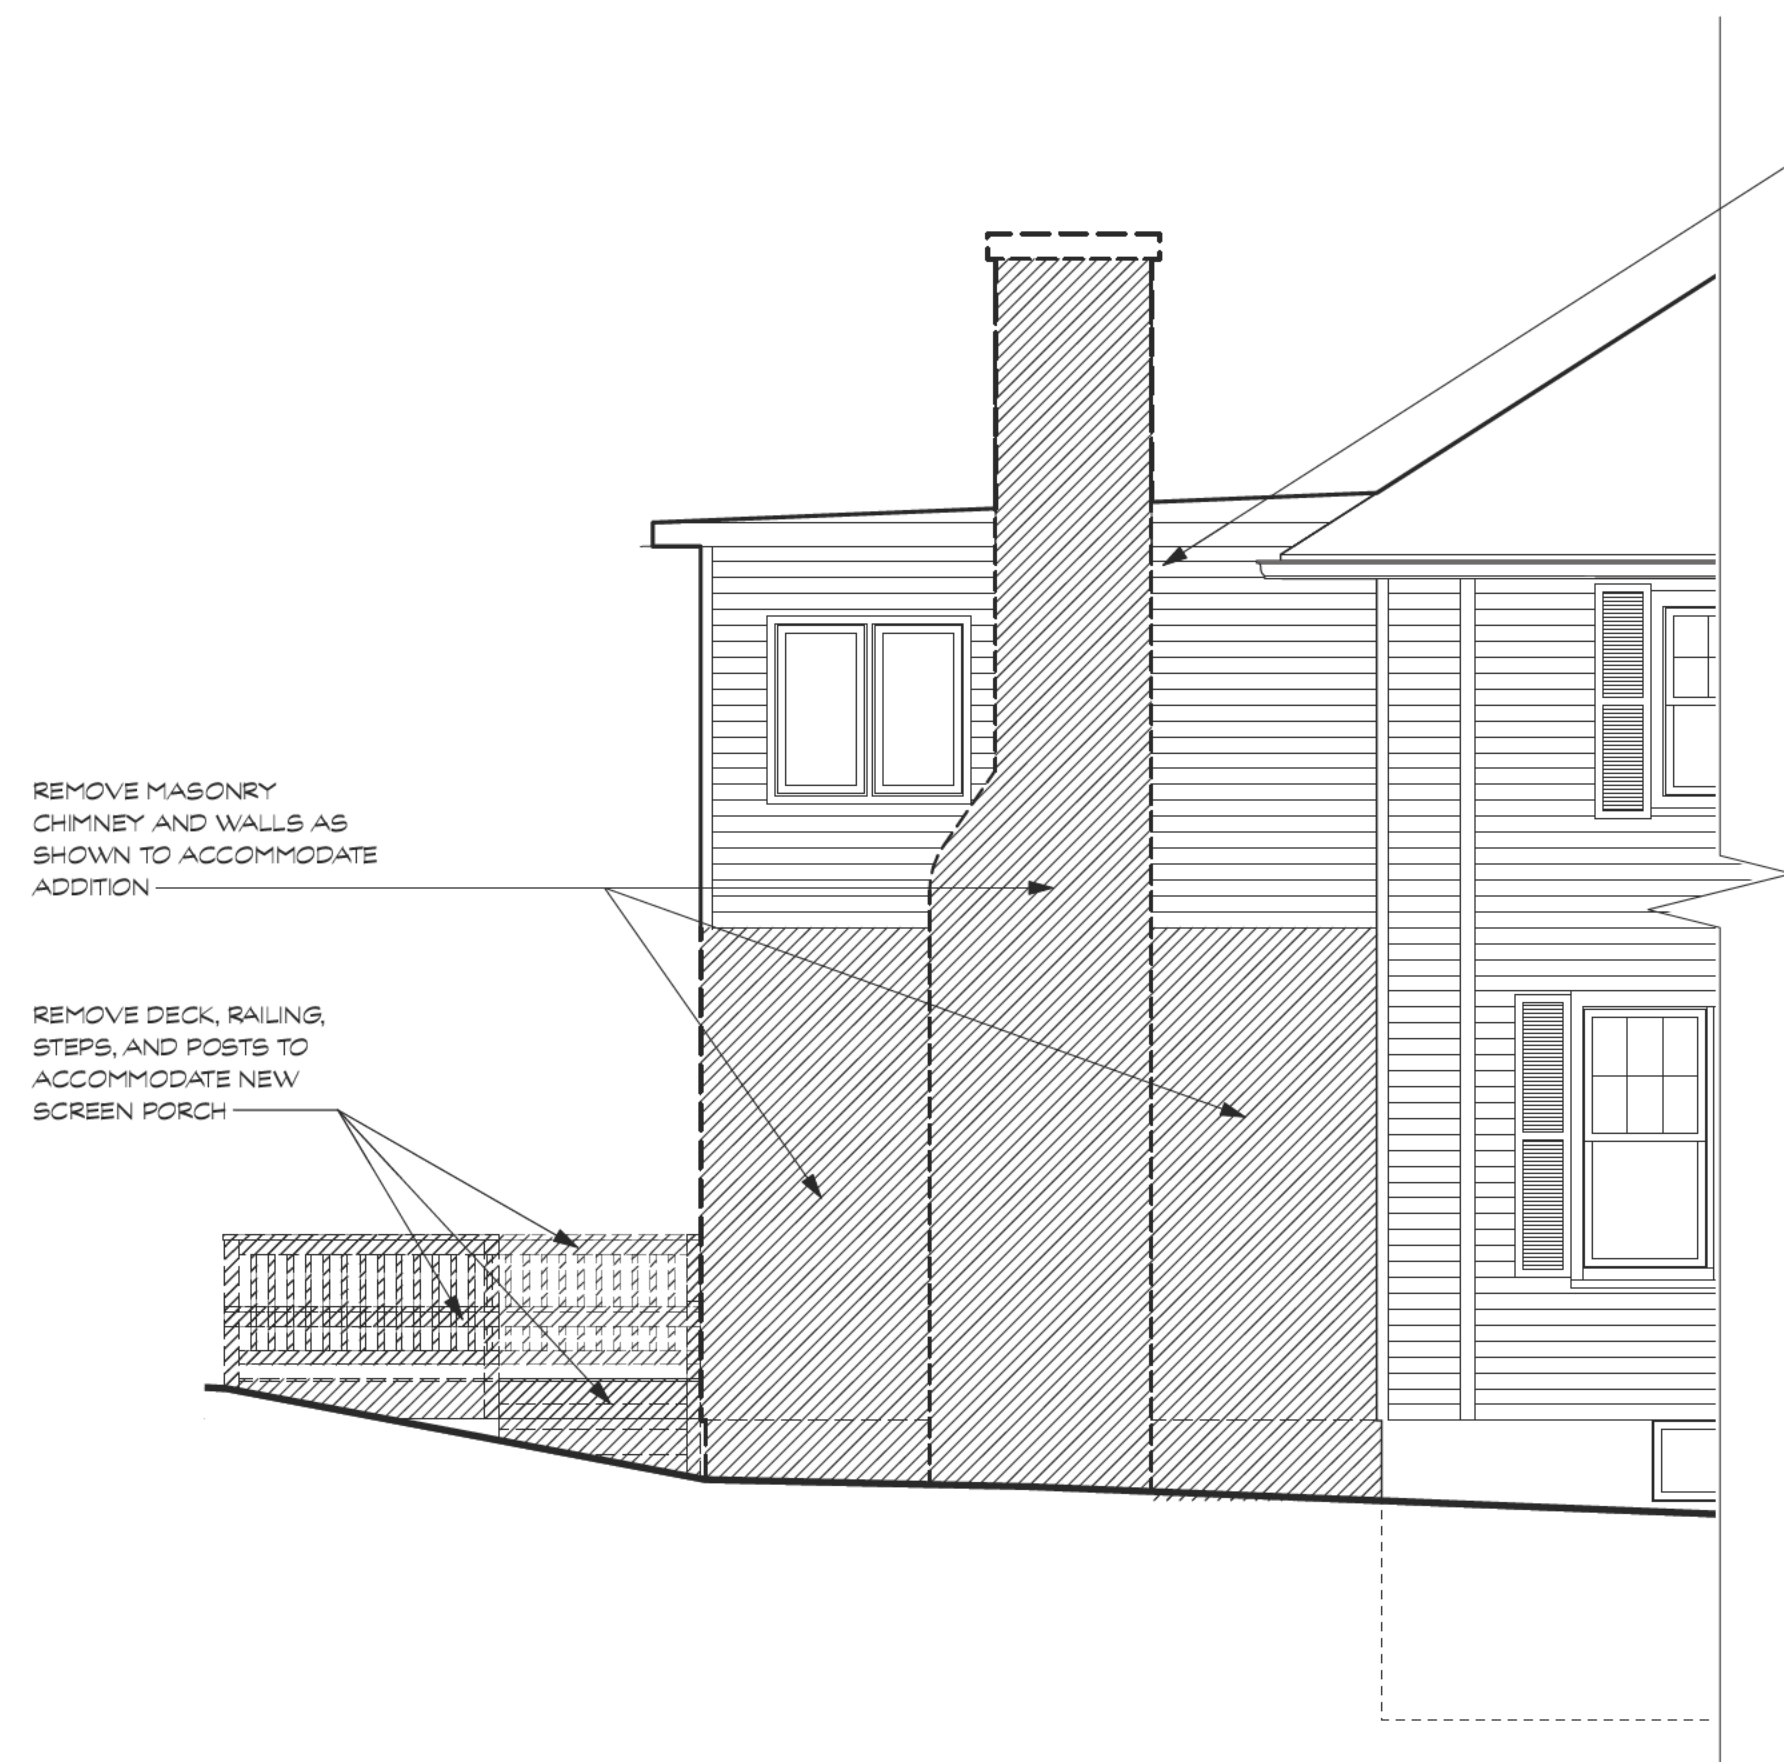 REMOVE MASONRY
CHIMNEY AND WALLS AS
SHOWN TO ACCOMMODATE
ADDITION
REMOVE DECK, RAILING,
STEPS, AND POSTS TO
ACCOMMODATE NEW
SCREEN PORCH